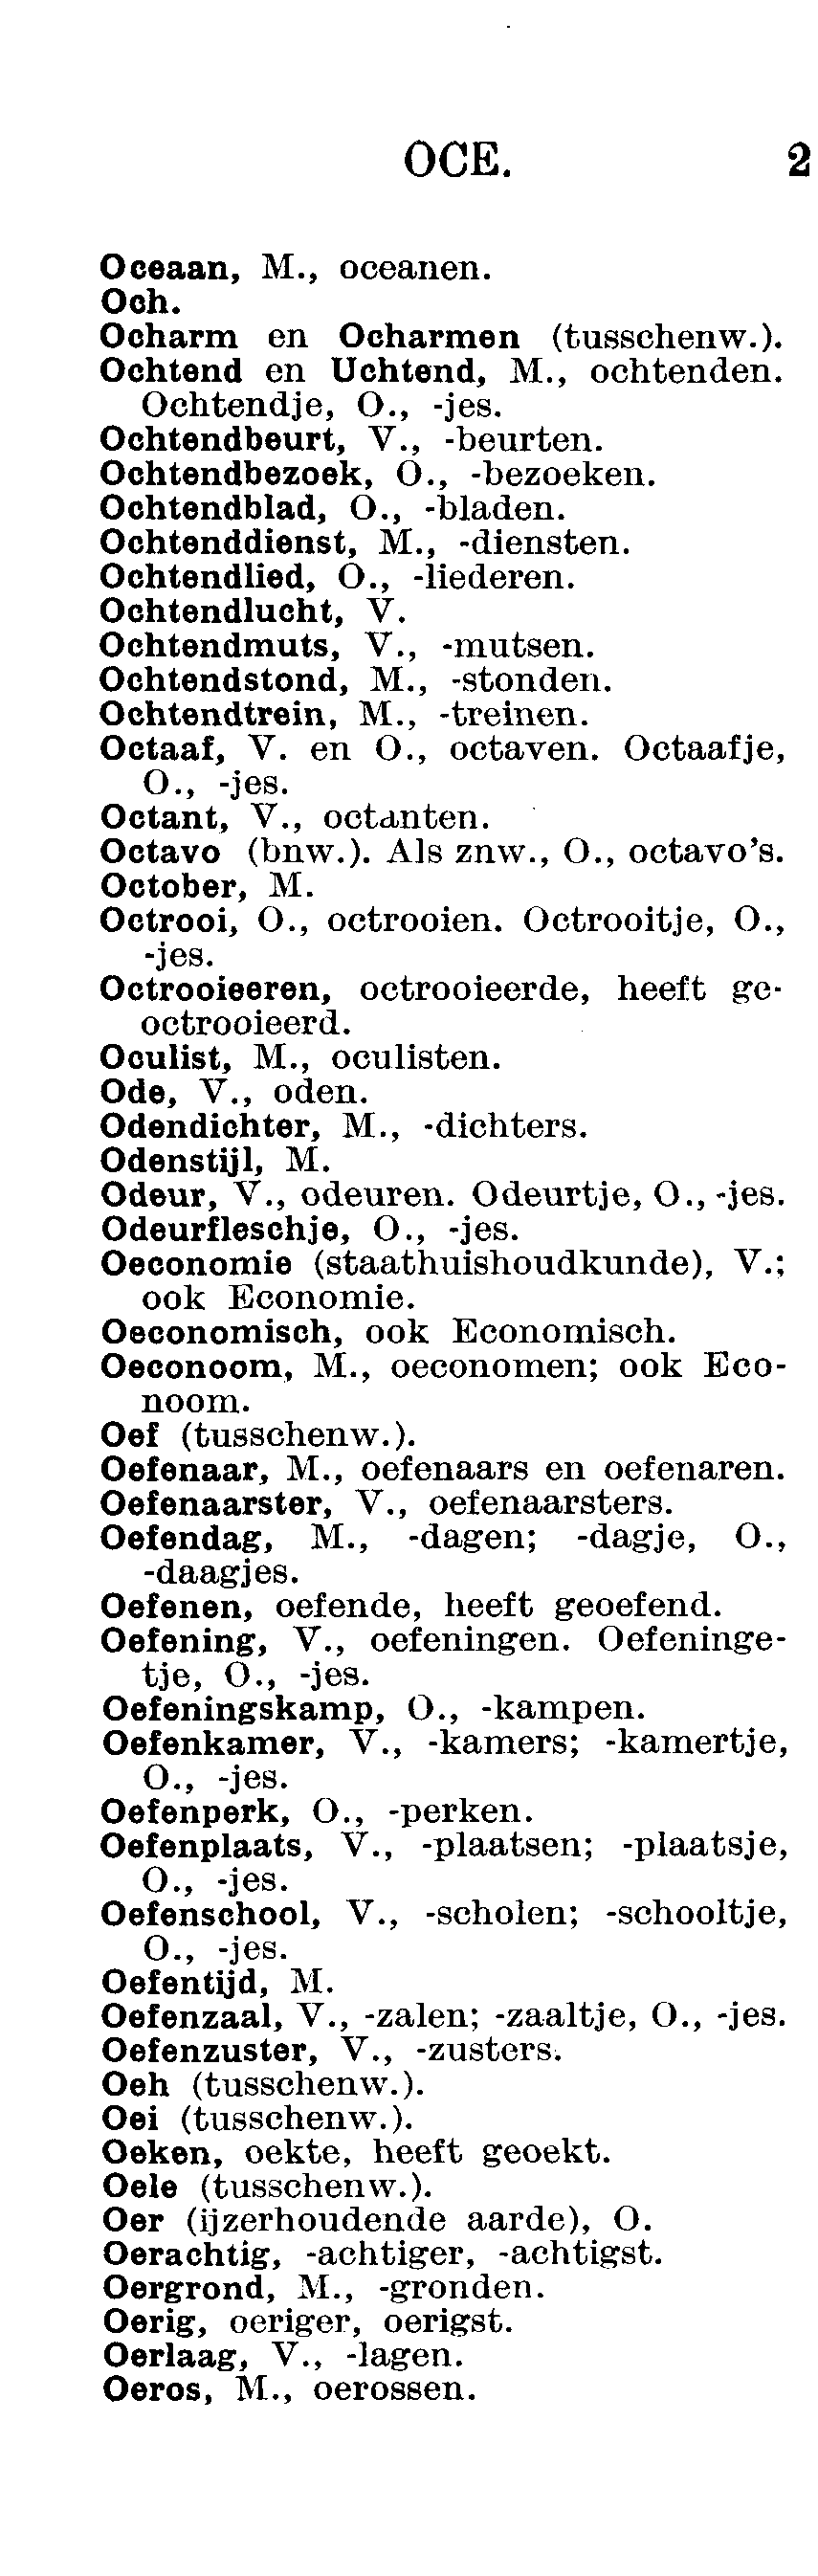 OCE. 2
Oceaan, M., oceanen.
Och.
Ocharm en Ocharmen (tusschenw.).
Ochtend en Uchtend, M., ochtenden.
Ochtendje, O., -jes.
Ochtendbeurt, V., -beurten.
Ochtendbezoek, O., -bezoeken.
Ochtendblad, O., -bladen.
Ochtenddienst, M., -diensten.
Ochtendlied, O., -liederen.
Ochtendlucht, V.
Ochtendmuts, V., -mutsen.
Ochtendstond, M., -stonden.
Ochtendtrein, M., -treinen.
Octaaf, V. en O., octaven. Octaafje,
O., -jes.
Octant, V., octanten.
Octavo (bnw.). Als znw., O., octavo's.
October, M.
Octrooi, O., octrooien. Octrooitje, O.,
-jes.
Octrooieeren, octrooieerde, heeft ge-
octrooieerd.
Oculist, M., oculisten.
Ode, V., oden.
Odendichter, M., -dichters.
Odenstijl, M.
Odeur, V., odeuren. Odeurtje, O., -jes.
Odeurfleschje, O., -jes.
Oeconomie (staathuishoudkunde), V.;
ook Economie.
Oeconomisch, ook Economisch.
Oeconoom, M., oeconomen; ook Eco-
noom.
Oef (tusschenw.).
Oefenaar, M., oefenaars en oefenaren.
Oefenaarster, V., oefenaarsters.
Oefendag, M., -dagen; -dagje, O.,
-daagjes.
Oefenen, oefende, heeft geoefend.
Oefening, V., oefeningen. Oefeninge-
tje, O., -jes.
Oefeningskamp, O., -kampen.
Oefenkamer, V., -kamers; -kamertje,
O., -jes.
Oefenperk, O., -perken.
Oefenplaats, V., -plaatsen; -plaatsje,
O., -jes.
Oefenschool, V., -scholen; -schooltje,
O., -jes.
Oefentijd, M.
Oefenzaal, V., -zalen; -zaaltje, O., -jes.
Oefenzuster, V., -zusters.
Oeh (tusschenw.).
Oei (tusschenw.).
Oeken, oekte, heeft geoekt.
Oele (tusschenw.).
Oer (ijzerhoudende aarde), O.
Oerachtig, -achtiger, -achtigst.
Oergrond, M., -gronden.
Oerig, oeriger, oerigst.
Oerlaag, V., -lagen.
Oeros, M., oerossen.